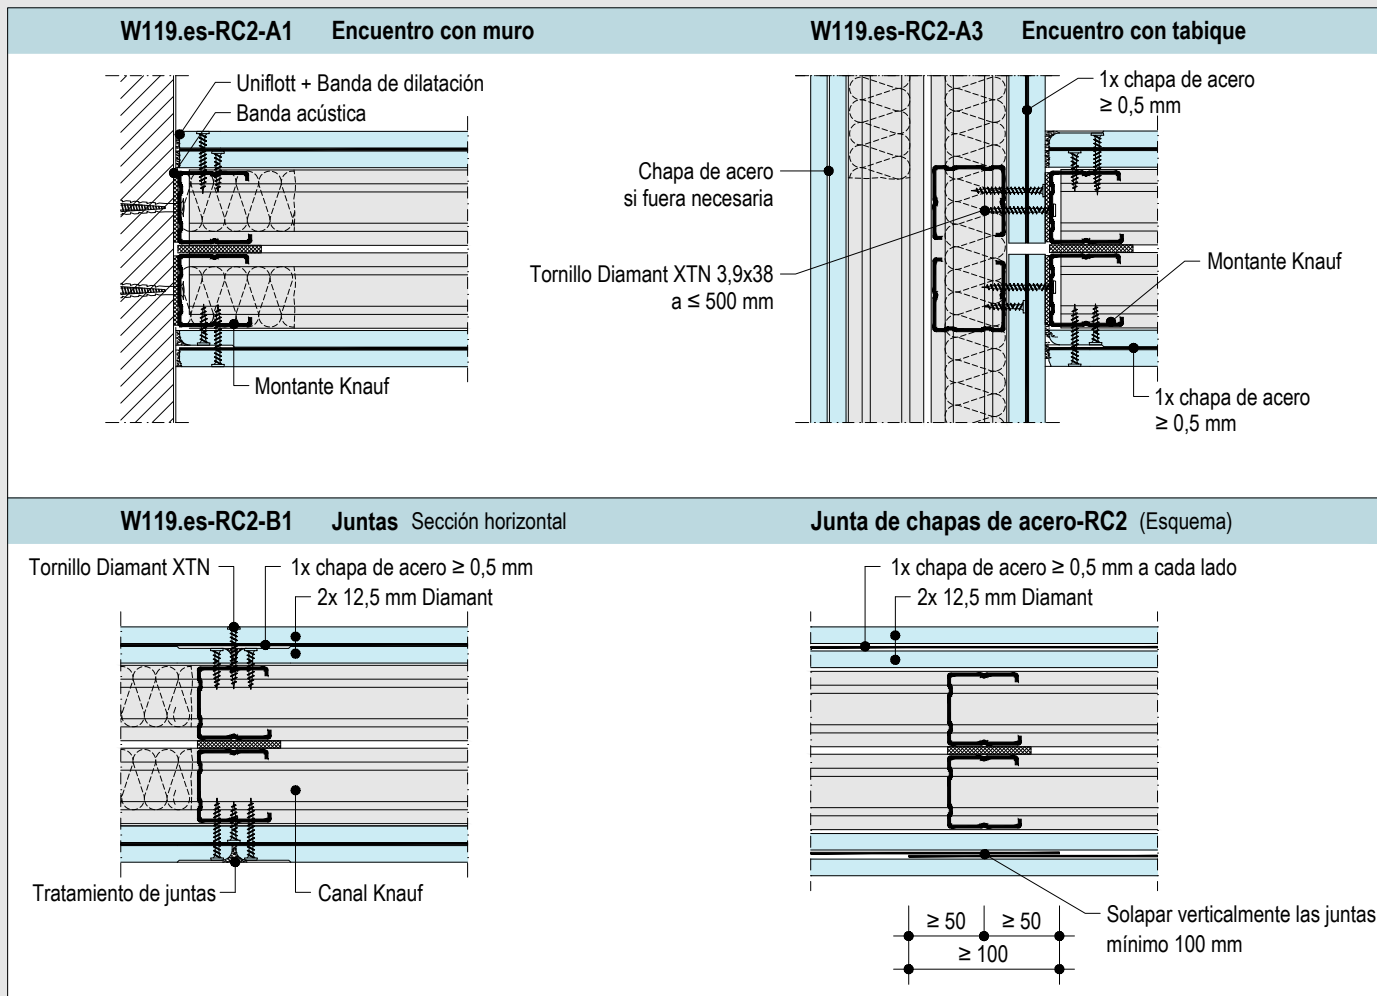 W119.es-RC2-A1 Encuentro con muro
Uniflott + Banda de dilatación
Banda acústica
Montante Knauf
W119.es-RC2-A3 Encuentro con tabique
1x chapa de acero
≥ 0,5 mm
Chapa de acero
si fuera necesaria
Tornillo Diamant XTN 3,9x38
a ≤ 500 mm
Montante Knauf
1x chapa de acero
≥ 0,5 mm
W119.es-RC2-B1 Juntas Sección horizontal
Tornillo Diamant XTN
1x chapa de acero ≥ 0,5 mm
2x 12,5 mm Diamant
Tratamiento de juntas
Canal Knauf
Junta de chapas de acero-RC2 (Esquema)
1x chapa de acero ≥ 0,5 mm a cada lado
2x 12,5 mm Diamant
≥ 50
≥ 50
≥ 100
Solapar verticalmente las juntas
mínimo 100 mm